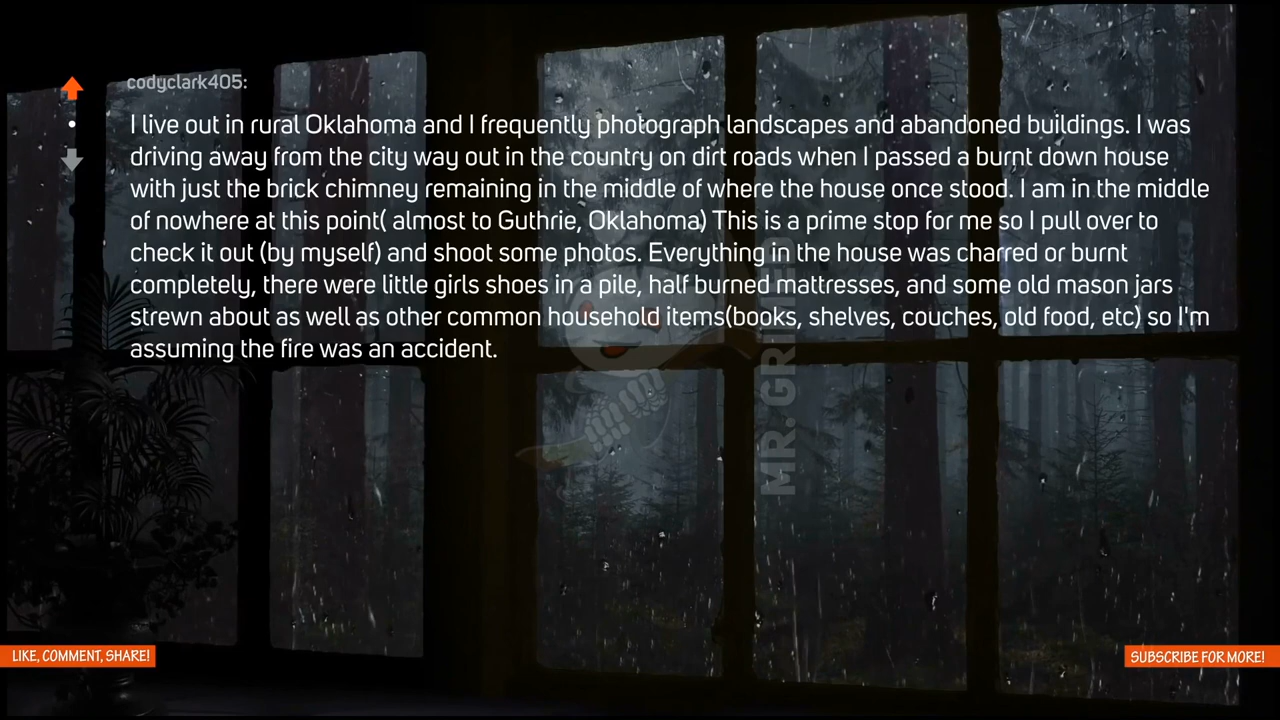 codyclark405:
I live out in rural Oklahoma and I frequently photograph landscapes and abandoned buildings. I was
driving away from the city way out in the country on dirt roads when I passed a burnt down house
with just the brick chimney remaining in the middle of where the house once stood. I am in the middle
of nowhere at this point( almost to Guthrie, Oklahoma) This is a prime stop for me so I pull over to
check it out (by myself) and shoot some photos. Everything in the house was charred or burnt
completely, there were little girls shoes in a pile, half burned mattresses, and some old mason jars
strewn about as well as other common household items(books, shelves, couches, old food, etc) so I'm
assuming the fire was an accident.
MR. GRIMES
LIKE, COMMENT, SHARE!
SUBSCRIBE FOR MORE!